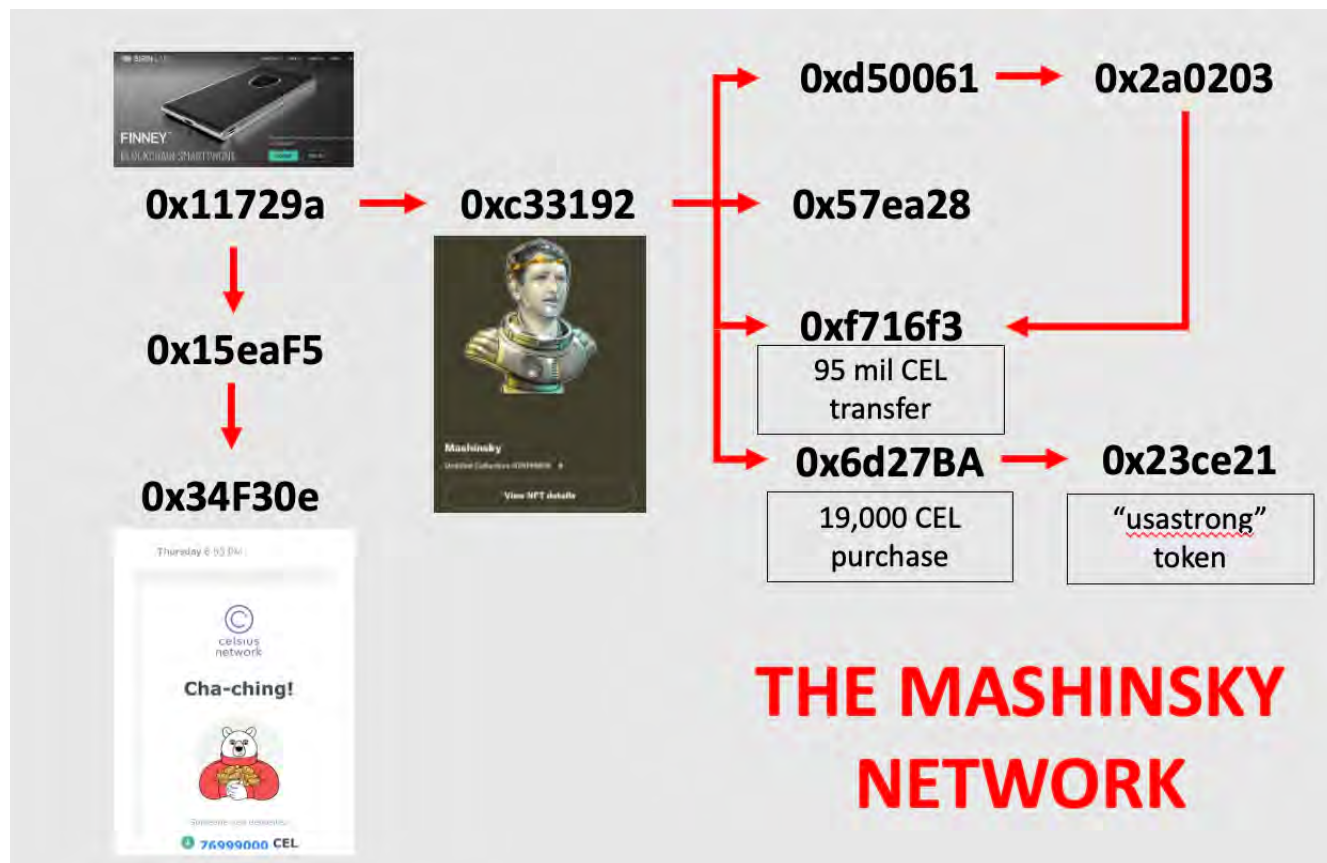 FINNEY
BLOCKCHAIN SMARTPHONE
0x11729a
0x15eaF5
0x34F30e
Thursday
celsius
network
Cha-ching!
76999000 CEL
0xc33192
Mashinsky
View NFT details
0xd50061
0x2a0203
0x57ea28
0xf716f3
95 mil CEL
transfer
0x6d27BA
19,000 CEL
purchase
0x23ce21
“usastrong”
token
THE MASHINSKY
NETWORK